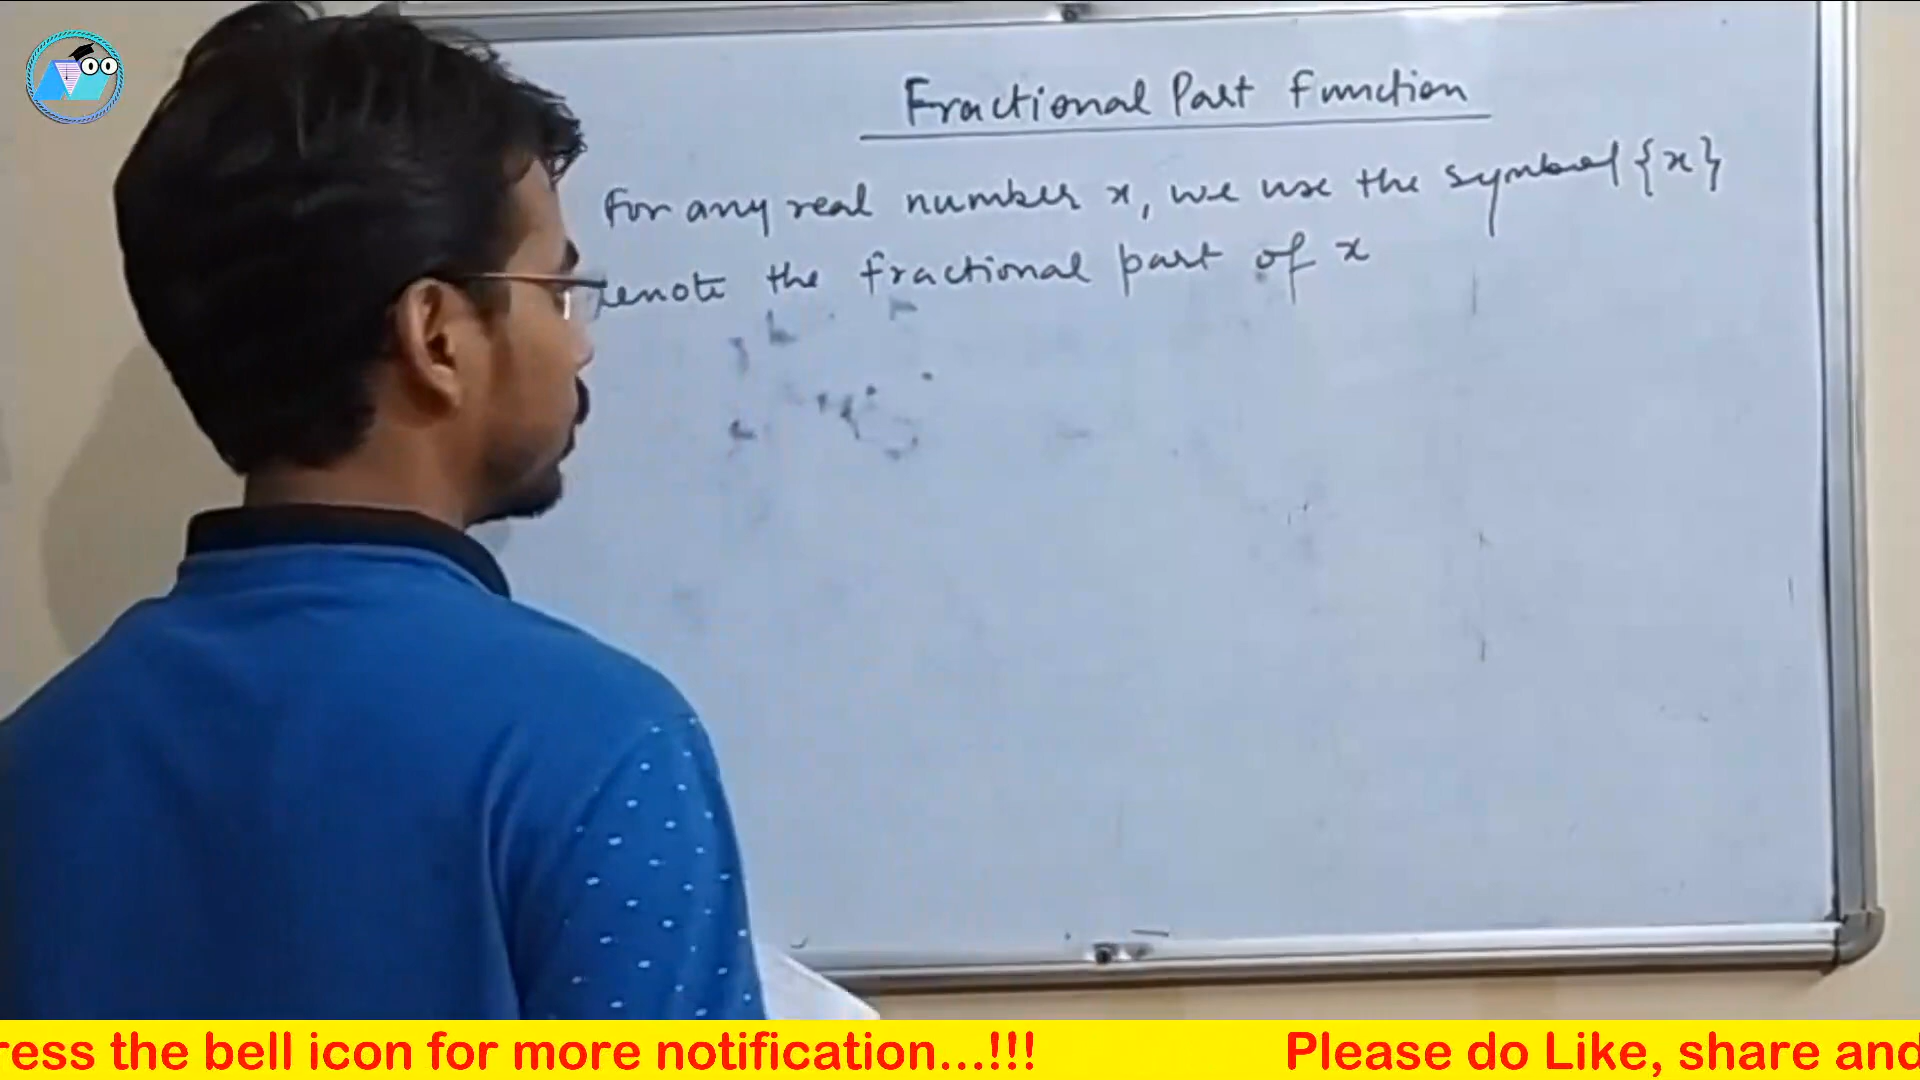 Fractional Part Function
For any real number x, we use the symbol {x}
denote the fractional part of x
ress the bell icon for more notification...!!! Please do Like, share and